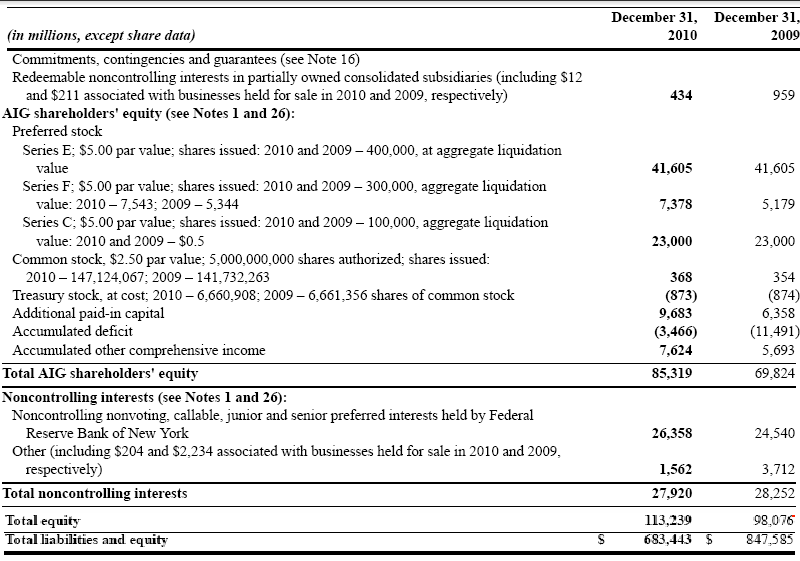 December 31, December 31,
(in millions, except share data) 2010 2009
Commitments, contingencies and guarantees (see Note 16)
Redeemable noncontrolling interests in partially owned consolidated subsidiaries (including $12
and $211 associated with businesses held for sale in 2010 and 2009, respectively) 434 959
AIG shareholders' equity (see Notes 1 and 26):
Preferred stock
Series E; $5.00 par value; shares issued: 2010 and 2009 – 400,000, at aggregate liquidation
value 41,605 41,605
Series F; $5.00 par value; shares issued: 2010 and 2009 – 300,000, aggregate liquidation
value: 2010 – 7,543; 2009 – 5,344 7,378 5,179
Series C; $5.00 par value; shares issued: 2010 and 2009 – 100,000, aggregate liquidation
value: 2010 and 2009 – $0.5 23,000 23,000
Common stock, $2.50 par value; 5,000,000,000 shares authorized; shares issued:
2010 – 147,124,067; 2009 – 141,732,263 368 354
Treasury stock, at cost; 2010 – 6,660,908; 2009 – 6,661,356 shares of common stock (873) (874)
Additional paid-in capital 9,683 6,358
Accumulated deficit (3,466) (11,491)
Accumulated other comprehensive income 7,624 5,693
Total AIG shareholders' equity 85,319 69,824
Noncontrolling interests (see Notes 1 and 26):
Noncontrolling nonvoting, callable, junior and senior preferred interests held by Federal
Reserve Bank of New York 26,358 24,540
Other (including $204 and $2,234 associated with businesses held for sale in 2010 and 2009,
respectively) 1,562 3,712
Total noncontrolling interests 27,920 28,252
Total equity 113,239 98,076
Total liabilities and equity $ 683,443 $ 847,585